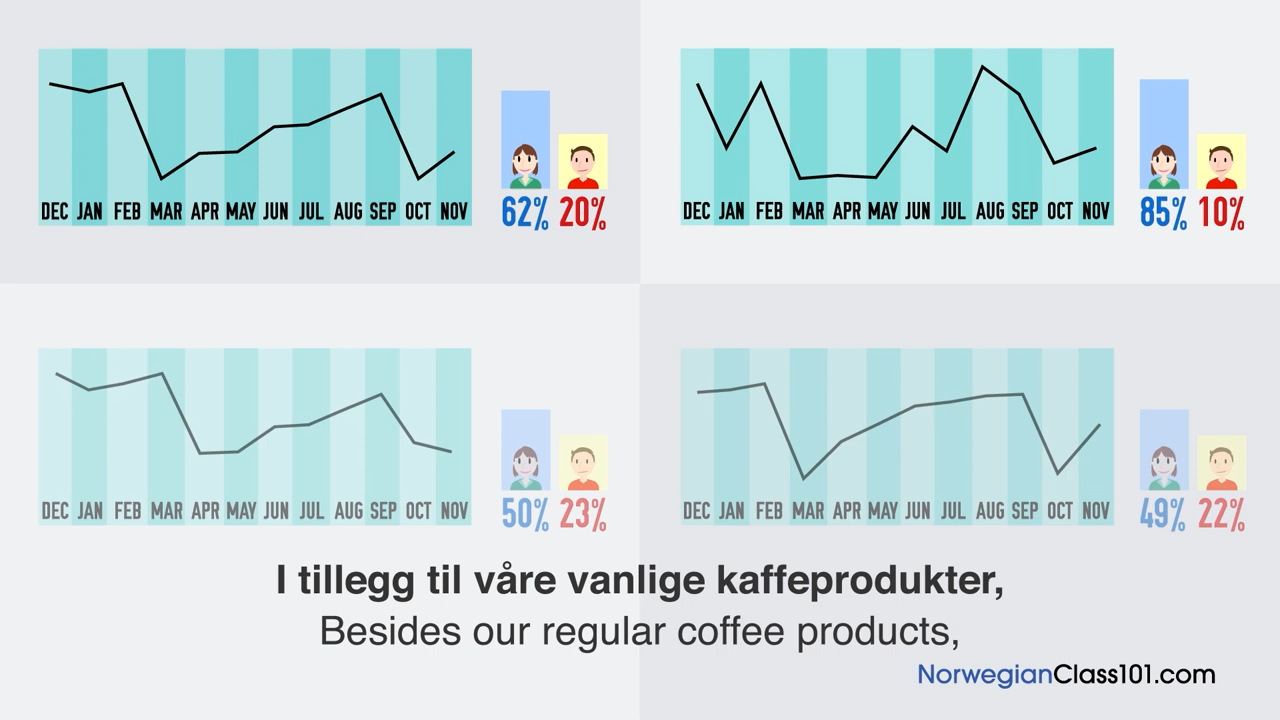 DEC JAN FEB MAR APR MAY JUN JUL AUG SEP OCT NOV
62% 20%
DEC JAN FEB MAR APR MAY JUN JUL AUG SEP OCT NOV
85% 10%
DEC JAN FEB MAR APR MAY JUN JUL AUG SEP OCT NOV
50% 23%
DEC JAN FEB MAR APR MAY JUN JUL AUG SEP OCT NOV
49% 22%
I tillegg til våre vanlige kaffeprodukter,
Besides our regular coffee products,
NorwegianClass101.com